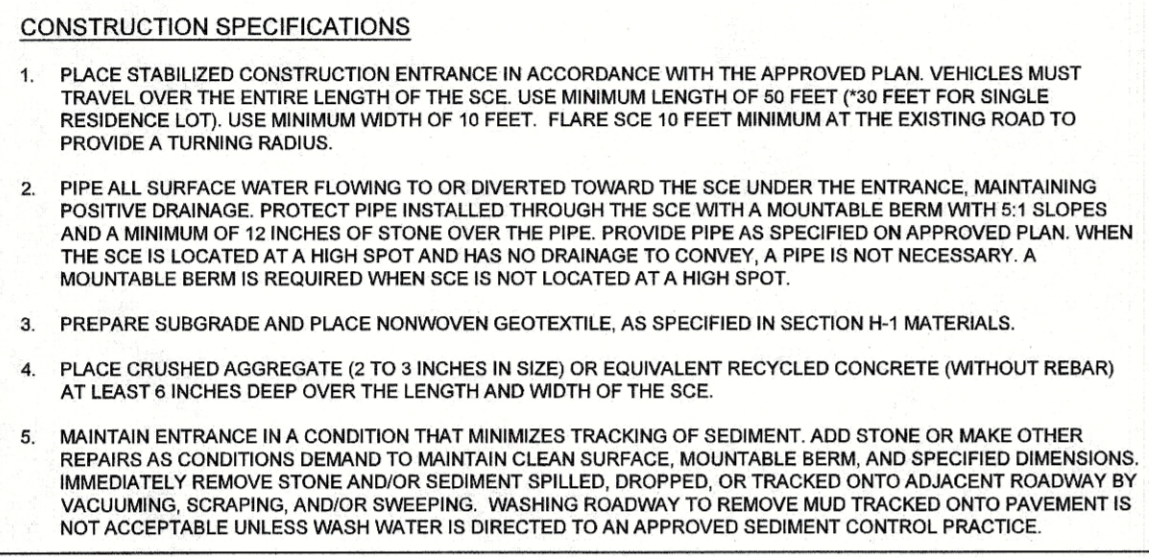 CONSTRUCTION SPECIFICATIONS
1. PLACE STABILIZED CONSTRUCTION ENTRANCE IN ACCORDANCE WITH THE APPROVED PLAN. VEHICLES MUST
TRAVEL OVER THE ENTIRE LENGTH OF THE SCE. USE MINIMUM LENGTH OF 50 FEET (*30 FEET FOR SINGLE
RESIDENCE LOT). USE MINIMUM WIDTH OF 10 FEET. FLARE SCE 10 FEET MINIMUM AT THE EXISTING ROAD TO
PROVIDE A TURNING RADIUS.
2. PIPE ALL SURFACE WATER FLOWING TO OR DIVERTED TOWARD THE SCE UNDER THE ENTRANCE, MAINTAINING
POSITIVE DRAINAGE. PROTECT PIPE INSTALLED THROUGH THE SCE WITH A MOUNTABLE BERM WITH 5:1 SLOPES
AND A MINIMUM OF 12 INCHES OF STONE OVER THE PIPE. PROVIDE PIPE AS SPECIFIED ON APPROVED PLAN. WHEN
THE SCE IS LOCATED AT A HIGH SPOT AND HAS NO DRAINAGE TO CONVEY, A PIPE IS NOT NECESSARY. A
MOUNTABLE BERM IS REQUIRED WHEN SCE IS NOT LOCATED AT A HIGH SPOT.
3. PREPARE SUBGRADE AND PLACE NONWOVEN GEOTEXTILE, AS SPECIFIED IN SECTION H-1 MATERIALS.
4. PLACE CRUSHED AGGREGATE (2 TO 3 INCHES IN SIZE) OR EQUIVALENT RECYCLED CONCRETE (WITHOUT REBAR)
AT LEAST 6 INCHES DEEP OVER THE LENGTH AND WIDTH OF THE SCE.
5. MAINTAIN ENTRANCE IN A CONDITION THAT MINIMIZES TRACKING OF SEDIMENT. ADD STONE OR MAKE OTHER
REPAIRS AS CONDITIONS DEMAND TO MAINTAIN CLEAN SURFACE, MOUNTABLE BERM, AND SPECIFIED DIMENSIONS.
IMMEDIATELY REMOVE STONE AND/OR SEDIMENT SPILLED, DROPPED, OR TRACKED ONTO ADJACENT ROADWAY BY
VACUUMING, SCRAPING, AND/OR SWEEPING. WASHING ROADWAY TO REMOVE MUD TRACKED ONTO PAVEMENT IS
NOT ACCEPTABLE UNLESS WASH WATER IS DIRECTED TO AN APPROVED SEDIMENT CONTROL PRACTICE.